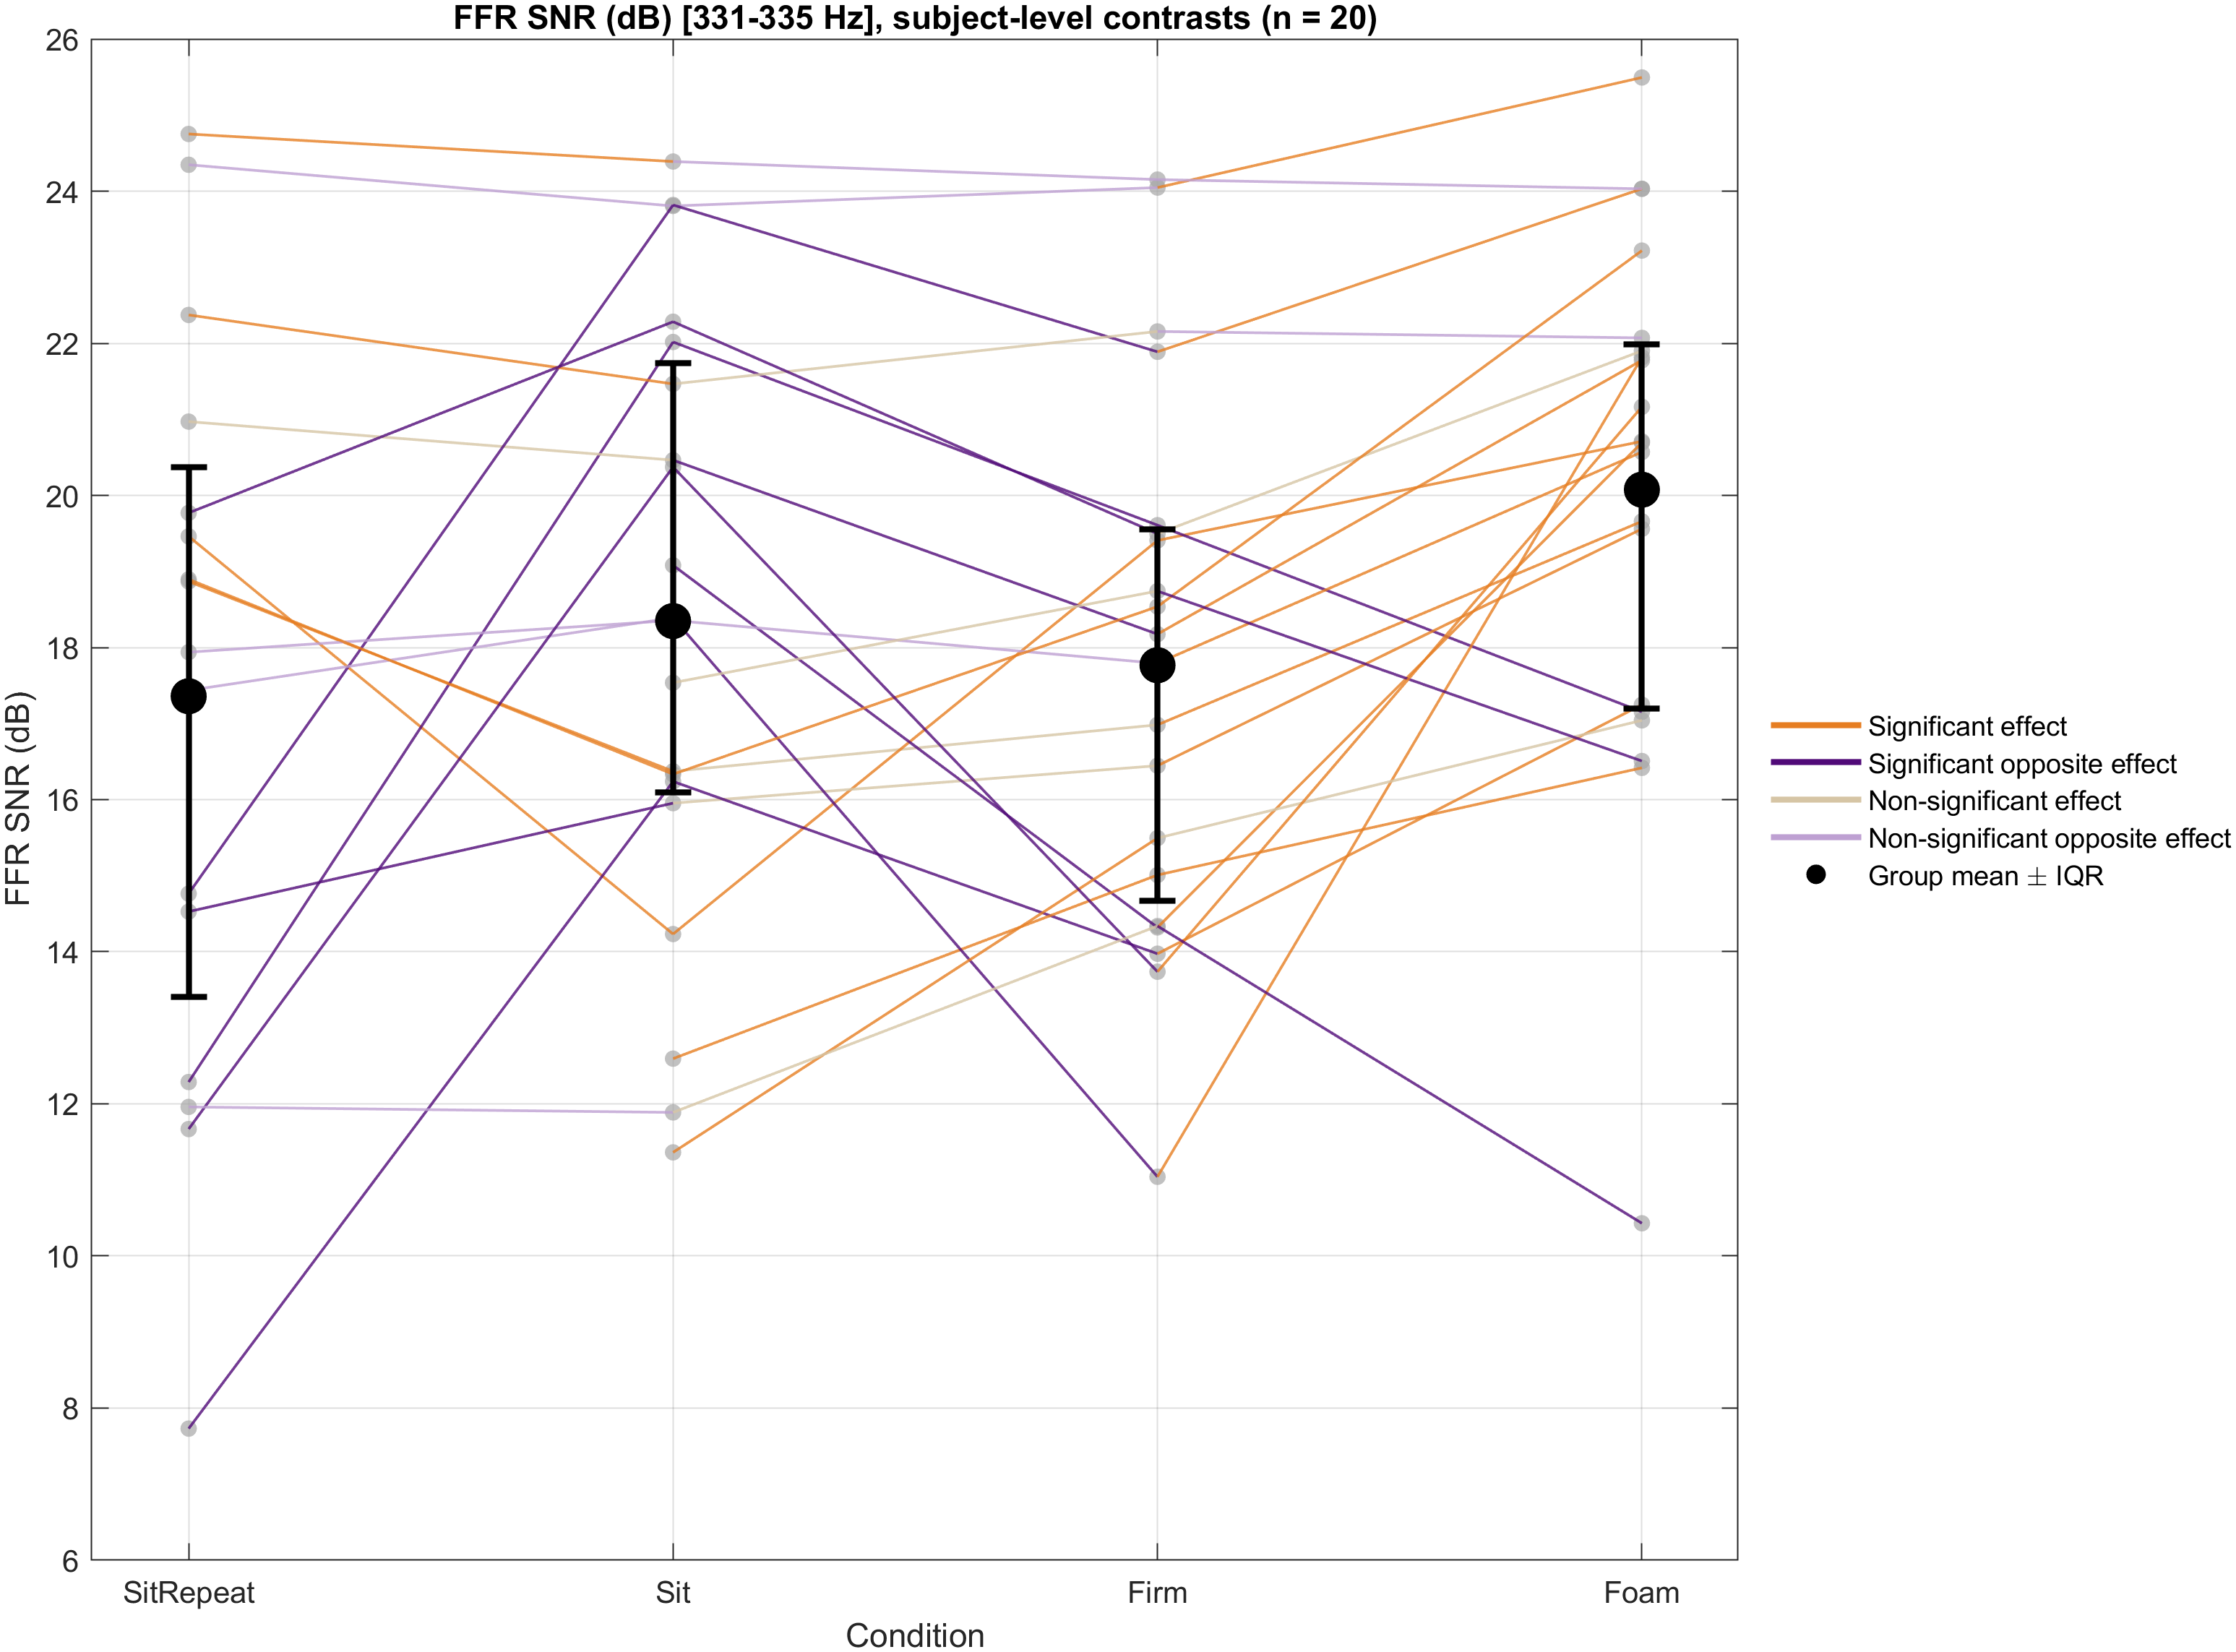 FFR SNR (dB) [331-335 Hz], subject-level contrasts (n = 20)
26
24
22
20
18
16
14
12
10
8
6
FFR SNR (dB)
SitRepeat
Sit
Firm
Foam
Condition
Significant effect
Significant opposite effect
Non-significant effect
Non-significant opposite effect
Group mean ± IQR